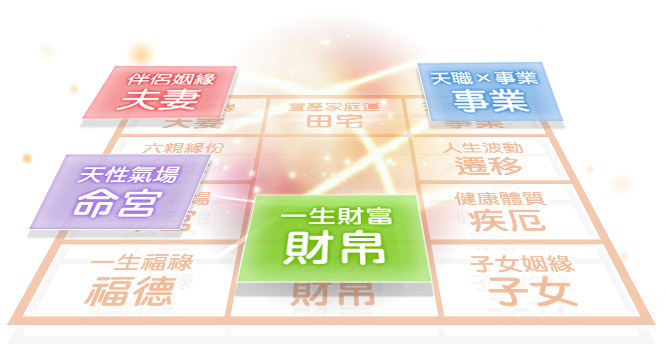 伴侶姻緣
夫妻
天職×事業
事業
置產家庭運
田宅
夫妻
事業
六親緣份
人生波動
遷移
天性氣場
命宮
健康體質
疾厄
一生財富
財帛
一生福祿
福德
財帛
子女姻緣
子女